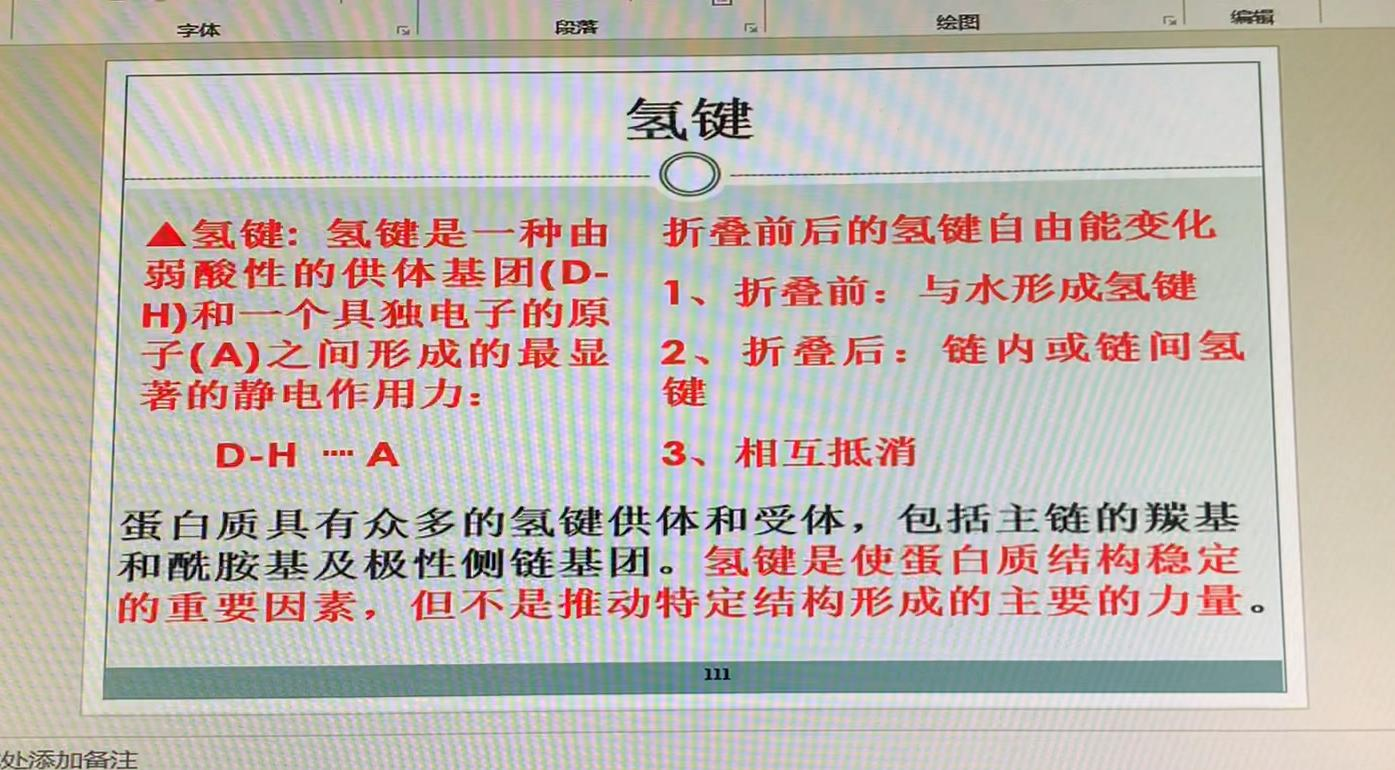 字体
段落
绘图
编辑
氢键
▲氢键：氢键是一种由
弱酸性的供体基团(D-
H)和一个具独电子的原
子(A)之间形成的最显
著的静电作用力：
D-H ···· A
折叠前后的氢键自由能变化
1、折叠前：与水形成氢键
2、折叠后：链内或链间氢
键
3、相互抵消
蛋白质具有众多的氢键供体和受体，包括主链的羰基
和酰胺基及极性侧链基团。氢键是使蛋白质结构稳定
的重要因素，但不是推动特定结构形成的主要的力量。
111
处添加备注